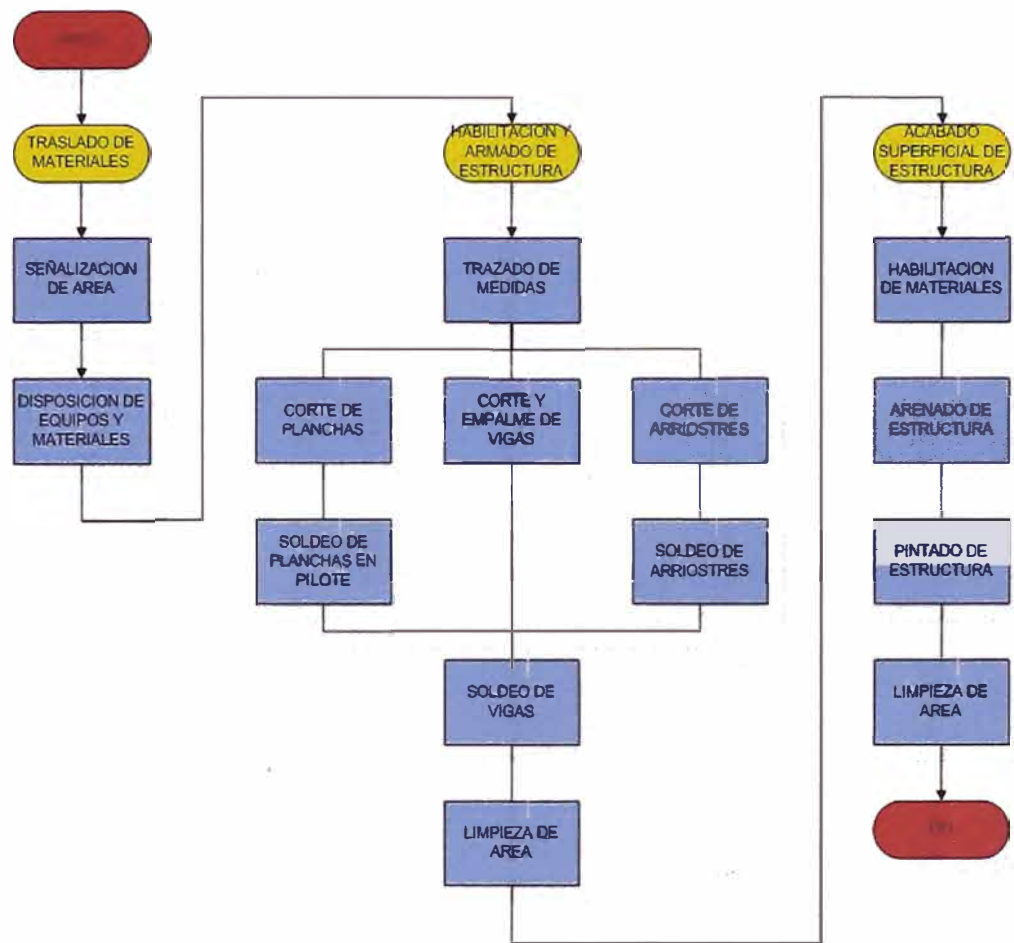 TRASLADO DE
MATERIALES
SEÑALIZACION
DE AREA
DISPOSICION DE
EQUIPOS Y
MATERIALES
HABILITACION Y
ARMADO DE
ESTRUCTURA
TRAZADO DE
MEDIDAS
CORTE DE
PLANCHAS
CORTE Y
EMPALME DE
VIGAS
CORTE DE
ARRIOSTRES
SOLDEO DE
PLANCHAS EN
PILOTE
SOLDEO DE
ARRIOSTRES
SOLDEO DE
VIGAS
LIMPIEZA DE
AREA
ACABADO
SUPERFICIAL DE
ESTRUCTURA
HABILITACION
DE MATERIALES
ARENADO DE
ESTRUCTURA
PINTADO DE
ESTRUCTURA
LIMPIEZA DE
AREA